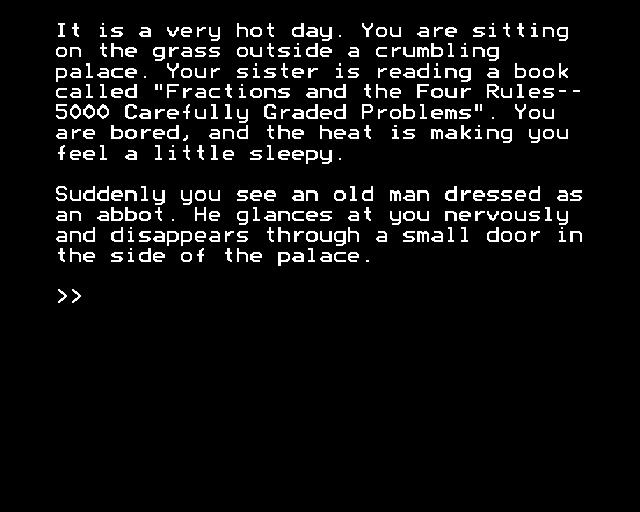 It is a very hot day. You are sitting
on the grass outside a crumbling
palace. Your sister is reading a book
called "Fractions and the Four Rules--
5000 Carefully Graded Problems". You
are bored, and the heat is making you
feel a little sleepy.
Suddenly you see an old man dressed as
an abbot. He glances at you nervously
and disappears through a small door in
the side of the palace.
>>